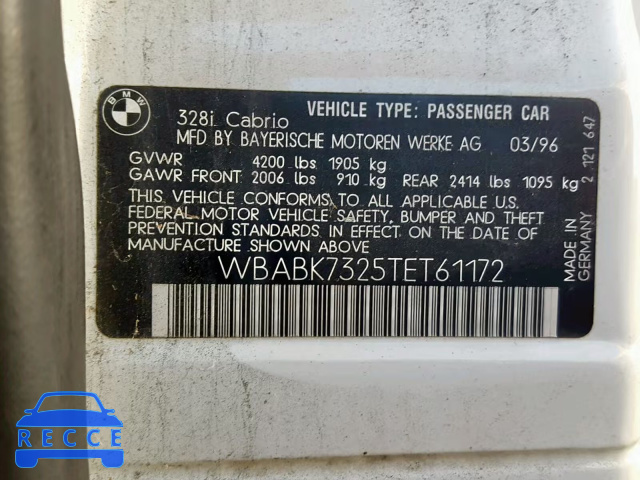 BMW
328i Cabrio
VEHICLE TYPE: PASSENGER CAR
MFD BY BAYERISCHE MOTOREN WERKE AG 03/96
GVWR 4200 lbs 1905 kg
GAWR FRONT 2006 lbs 910 kg REAR 2414 lbs 1095 kg
THIS VEHICLE CONFORMS TO ALL APPLICABLE U.S.
FEDERAL MOTOR VEHICLE SAFETY, BUMPER AND THEFT
PREVENTION STANDARDS IN EFFECT ON THE DATE OF
MANUFACTURE SHOWN ABOVE
WBABK7325TET61172
2 121 647
MADE IN
GERMANY
RECCE